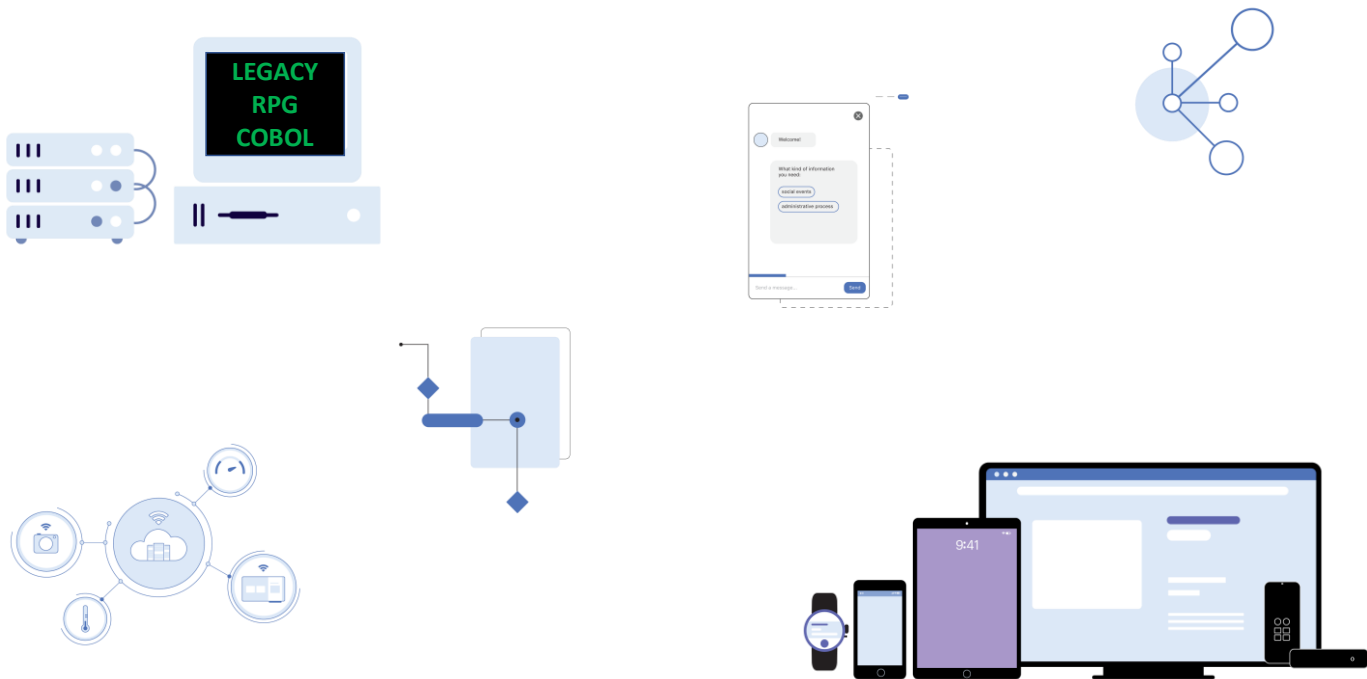 LEGACY
RPG
COBOL
Welcome!
What kind of information
you need:
social events
administrative process
Send a message...
Send
9:41